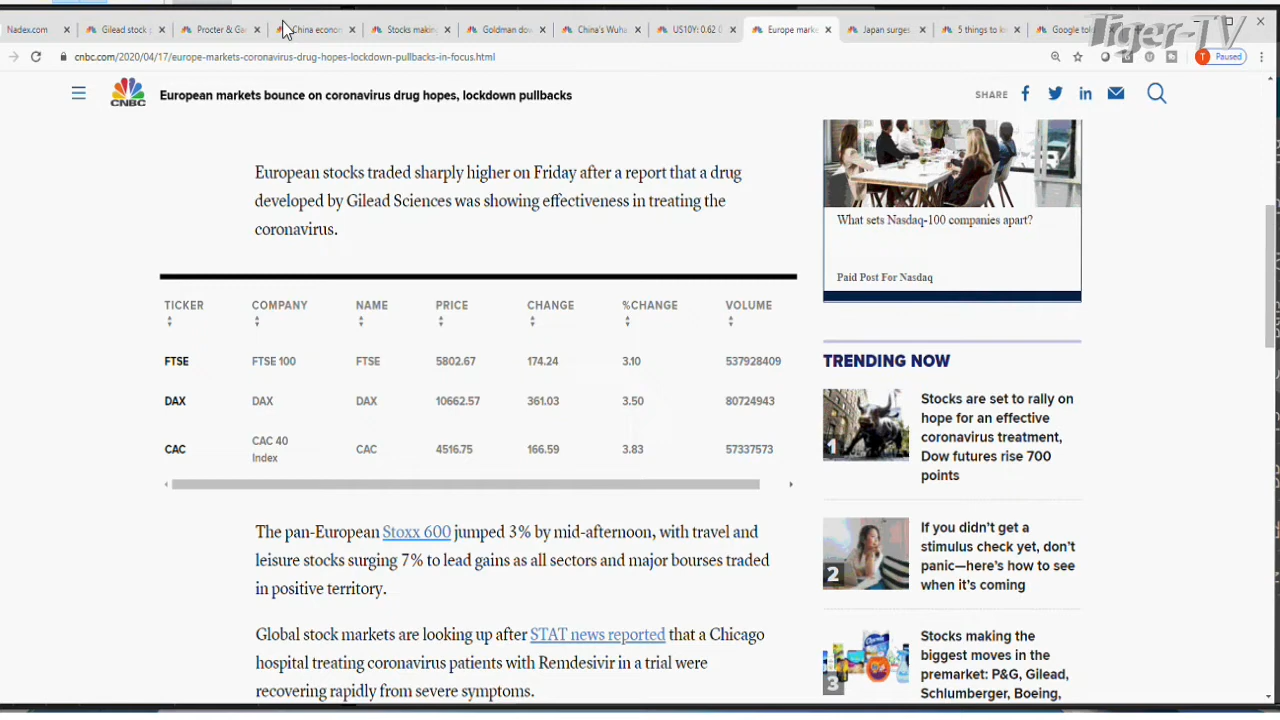 Nadex.com
Gilead stock
Procter & Ga
China econom
Stocks making
Goldman dow
China's Wuha
US10Y: 0.62
Europe marke
Japan surges
5 things to k
Google tol
Tiger-TV
cnbc.com/2020/04/17/europe-markets-coronavirus-drug-hopes-lockdown-pullbacks-in-focus.html
T Paused
CNBC
European markets bounce on coronavirus drug hopes, lockdown pullbacks
SHARE
European stocks traded sharply higher on Friday after a report that a drug
developed by Gilead Sciences was showing effectiveness in treating the
coronavirus.
TICKER COMPANY NAME PRICE CHANGE %CHANGE VOLUME
FTSE FTSE 100 FTSE 5802.67 174.24 3.10 537928409
DAX DAX DAX 10662.57 361.03 3.50 80724943
CAC CAC 40 Index CAC 4516.75 166.59 3.83 57337573
The pan-European Stoxx 600 jumped 3% by mid-afternoon, with travel and
leisure stocks surging 7% to lead gains as all sectors and major bourses traded
in positive territory.
Global stock markets are looking up after STAT news reported that a Chicago
hospital treating coronavirus patients with Remdesivir in a trial were
recovering rapidly from severe symptoms.
What sets Nasdaq-100 companies apart?
Paid Post For Nasdaq
TRENDING NOW
1
Stocks are set to rally on
hope for an effective
coronavirus treatment,
Dow futures rise 700
points
2
If you didn't get a
stimulus check yet, don't
panic—here's how to see
when it's coming
3
Stocks making the
biggest moves in the
premarket: P&G, Gilead,
Schlumberger, Boeing,